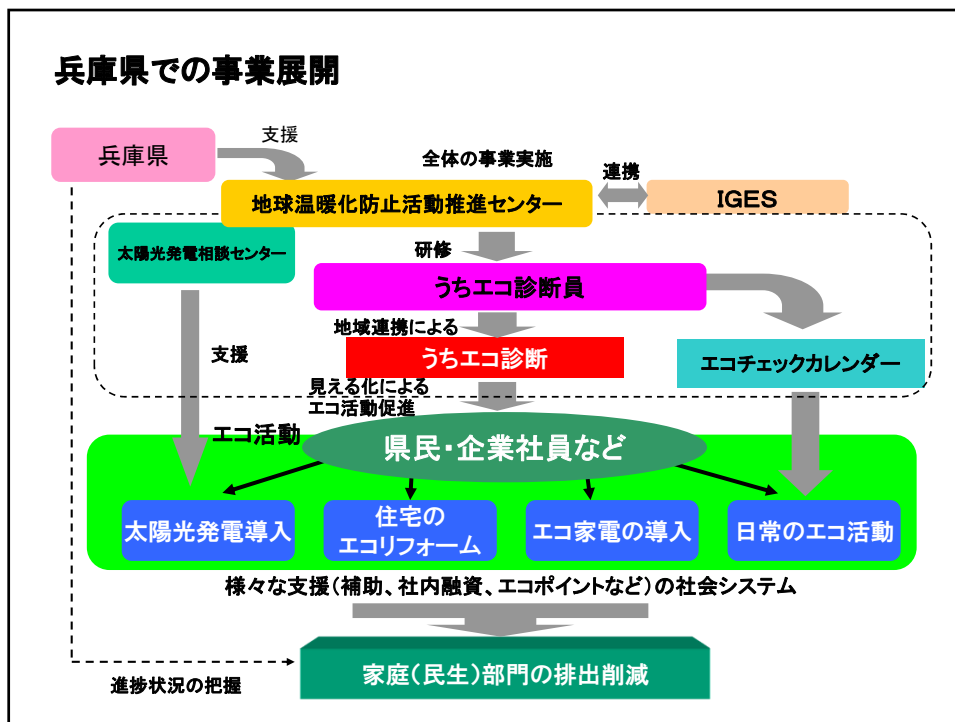 兵庫県での事業展開
兵庫県
支援
全体の事業実施
連携
地球温暖化防止活動推進センター
IGES
太陽光発電相談センター
研修
うちエコ診断員
地域連携による
支援
うちエコ診断
エコチェックカレンダー
見える化による
エコ活動促進
エコ活動
県民・企業社員など
太陽光発電導入
住宅の
エコリフォーム
エコ家電の導入
日常のエコ活動
様々な支援（補助、社内融資、エコポイントなど）の社会システム
家庭（民生）部門の排出削減
進捗状況の把握